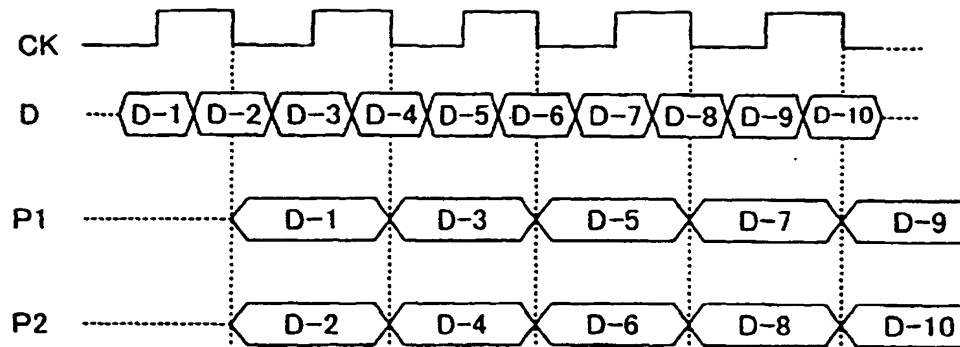 CK
D D-1 D-2 D-3 D-4 D-5 D-6 D-7 D-8 D-9 D-10
P1 D-1 D-3 D-5 D-7 D-9
P2 D-2 D-4 D-6 D-8 D-10